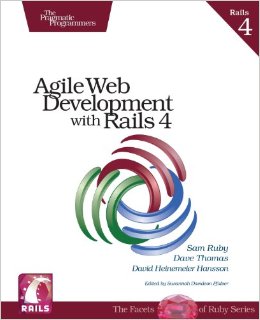 The
Pragmatic
Programmers
Rails
4
Agile Web
Development
with Rails 4
Sam Ruby
Dave Thomas
David Heinemeier Hansson
Edited by Susannah Davidson Pfalzer
RAILS
The Facets of Ruby Series